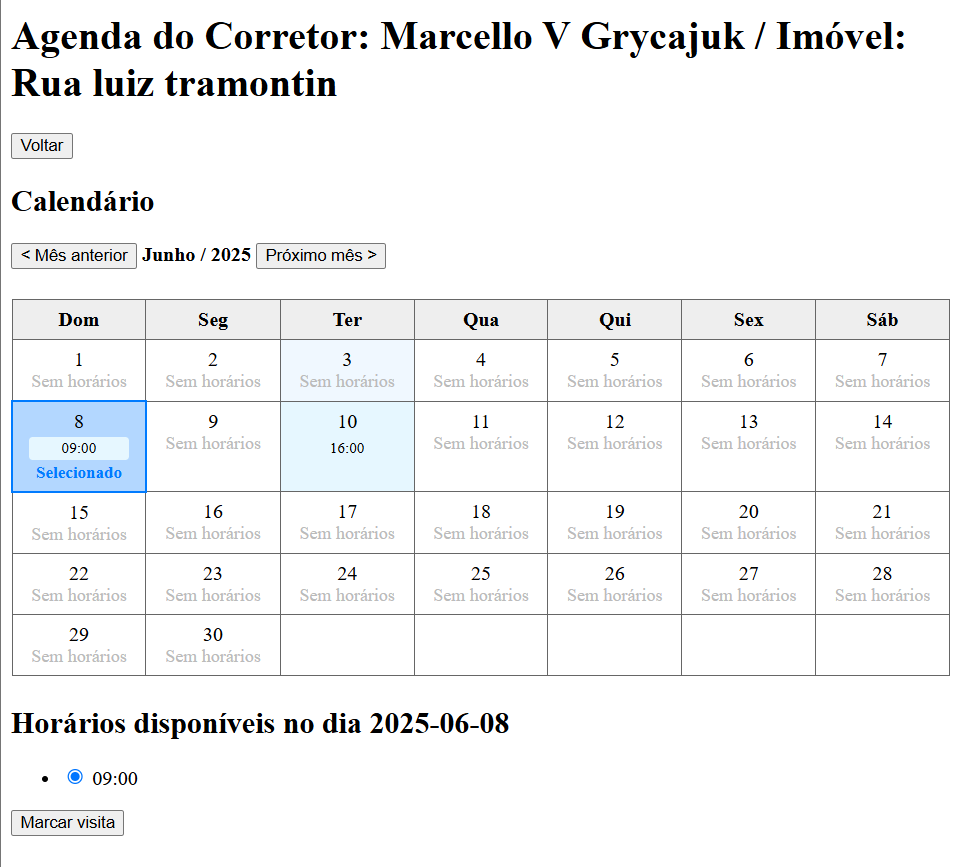 Agenda do Corretor: Marcello V Grycajuk / Imóvel:
Rua luiz tramontin
Voltar
Calendário
< Mês anterior Junho / 2025 Próximo mês >
Dom Seg Ter Qua Qui Sex Sáb
1 2 3 4 5 6 7
Sem horários Sem horários Sem horários Sem horários Sem horários Sem horários Sem horários
8 9 10 11 12 13 14
09:00 Sem horários 16:00 Sem horários Sem horários Sem horários Sem horários
Selecionado
15 16 17 18 19 20 21
Sem horários Sem horários Sem horários Sem horários Sem horários Sem horários Sem horários
22 23 24 25 26 27 28
Sem horários Sem horários Sem horários Sem horários Sem horários Sem horários Sem horários
29 30
Sem horários Sem horários
Horários disponíveis no dia 2025-06-08
09:00
Marcar visita